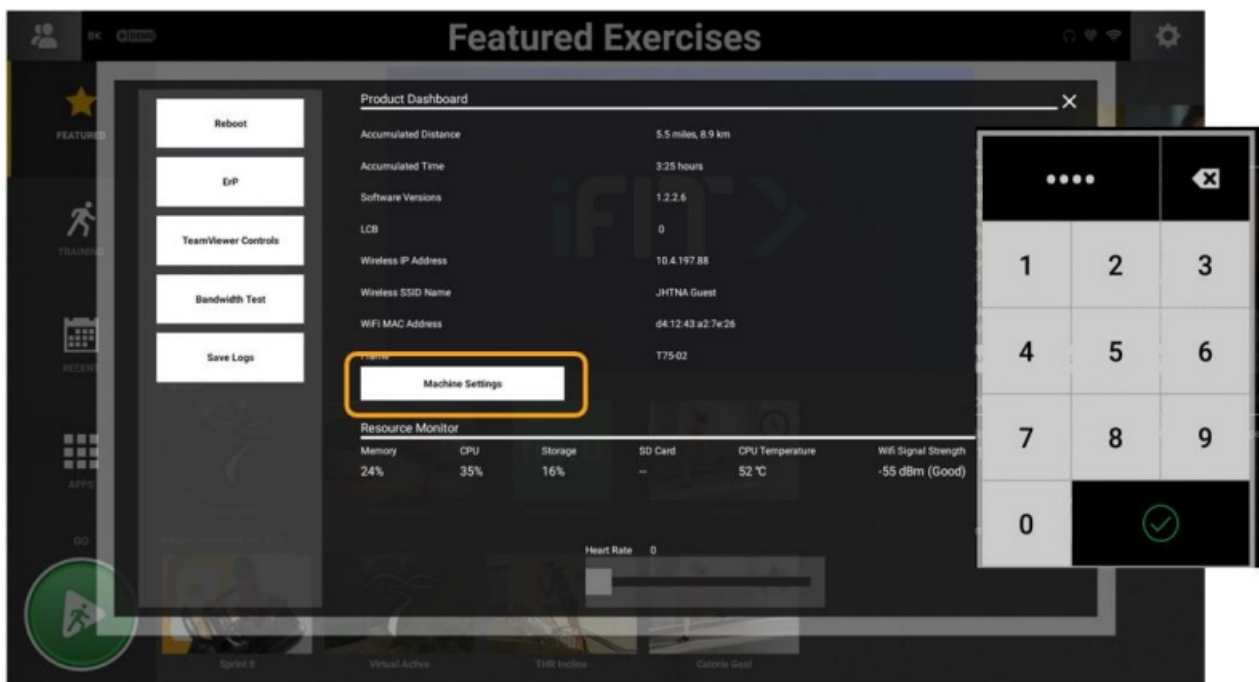 BK
DEMO
Featured Exercises
FEATURED
TRAINING
RECENT
APPS
GO
Reboot
ErP
TeamViewer Controls
Bandwidth Test
Save Logs
Product Dashboard
Accumulated Distance 5.5 miles, 8.9 km
Accumulated Time 3:25 hours
Software Versions 1.2.2.6
LCB 0
Wireless IP Address 10.4.197.88
Wireless SSID Name JHTNA Guest
WiFi MAC Address d4:12:43:a2:7e:26
Frame T75-02
Machine Settings
Resource Monitor
Memory CPU Storage SD Card CPU Temperature Wifi Signal Strength
24% 35% 16% -- 52 °C -55 dBm (Good)
Heart Rate 0
iFIT
Sprint 8 Virtual Active THR Incline Calorie Goal
1 2 3
4 5 6
7 8 9
0